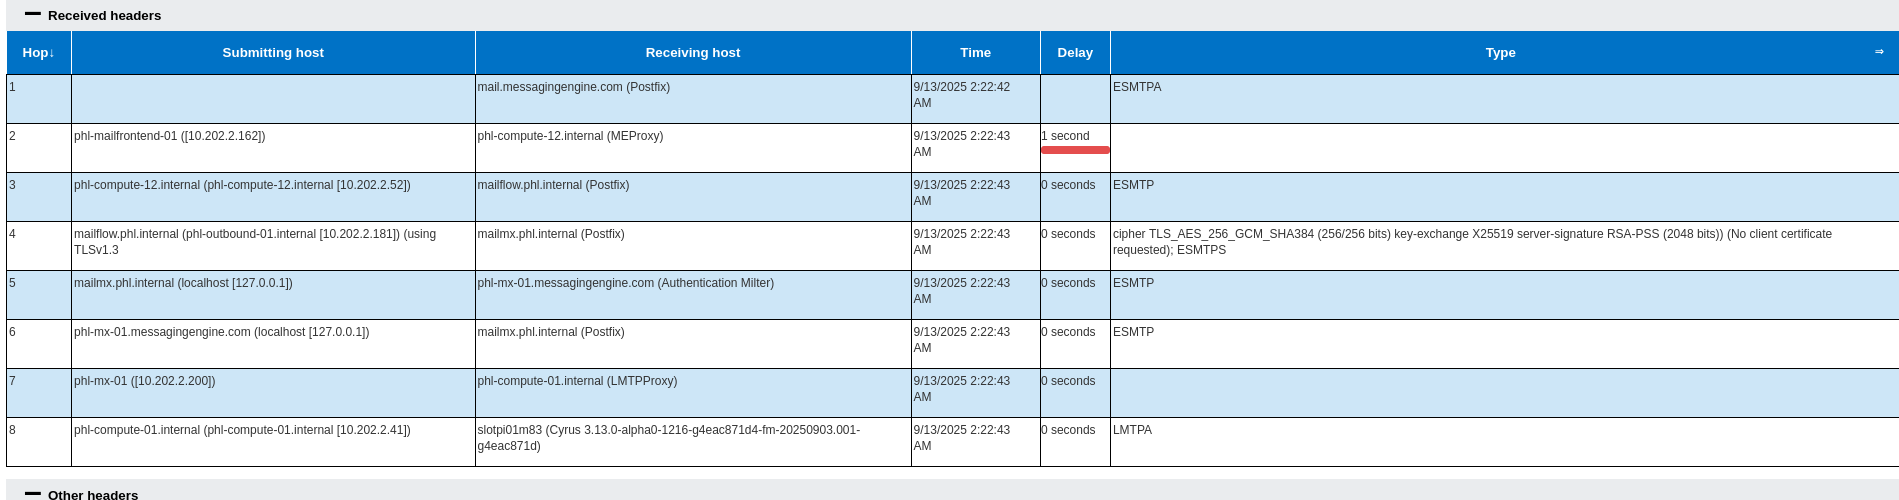 Received headers
Hop↓ Submitting host Receiving host Time Delay Type ⇒
1 mail.messagingengine.com (Postfix) 9/13/2025 2:22:42 ESMTPA
AM
2 phl-mailfrontend-01 ([10.202.2.162]) phl-compute-12.internal (MEProxy) 9/13/2025 2:22:43 1 second
AM
3 phl-compute-12.internal (phl-compute-12.internal [10.202.2.52]) mailflow.phl.internal (Postfix) 9/13/2025 2:22:43 0 seconds ESMTP
AM
4 mailflow.phl.internal (phl-outbound-01.internal [10.202.2.181]) (using mailmx.phl.internal (Postfix) 9/13/2025 2:22:43 0 seconds cipher TLS_AES_256_GCM_SHA384 (256/256 bits) key-exchange X25519 server-signature RSA-PSS (2048 bits)) (No client certificate
TLSv1.3 AM requested); ESMTPS
5 mailmx.phl.internal (localhost [127.0.0.1]) phl-mx-01.messagingengine.com (Authentication Milter) 9/13/2025 2:22:43 0 seconds ESMTP
AM
6 phl-mx-01.messagingengine.com (localhost [127.0.0.1]) mailmx.phl.internal (Postfix) 9/13/2025 2:22:43 0 seconds ESMTP
AM
7 phl-mx-01 ([10.202.2.200]) phl-compute-01.internal (LMTPProxy) 9/13/2025 2:22:43 0 seconds
AM
8 phl-compute-01.internal (phl-compute-01.internal [10.202.2.41]) slotpi01m83 (Cyrus 3.13.0-alpha0-1216-g4eac871d4-fm-20250903.001- 9/13/2025 2:22:43 0 seconds LMTPA
g4eac871d) AM
Other headers